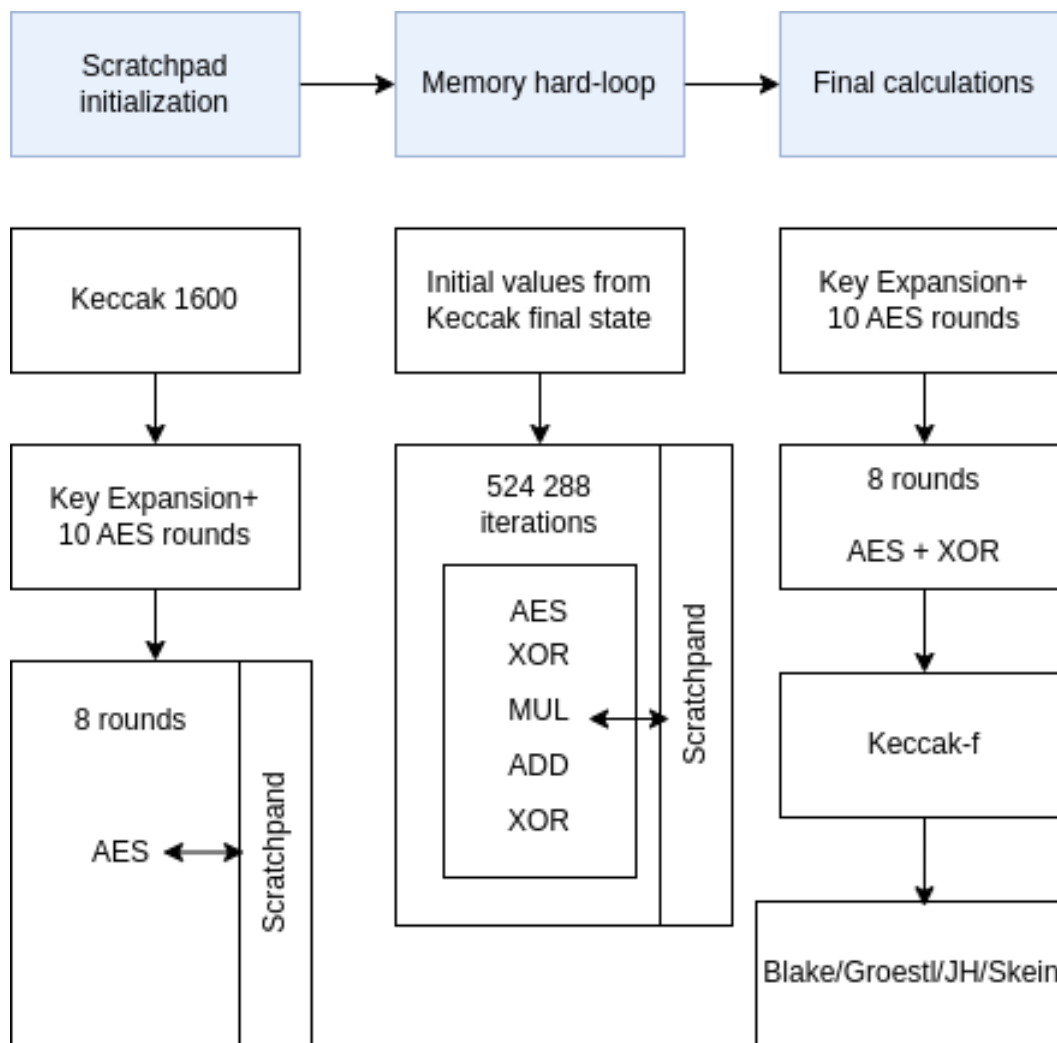 Scratchpad
initialization
Memory hard-loop
Final calculations
Keccak 1600
Key Expansion+
10 AES rounds
8 rounds
AES
Scratchpand
Initial values from
Keccak final state
524 288
iterations
AES
XOR
MUL
ADD
XOR
Scratchpand
Key Expansion+
10 AES rounds
8 rounds
AES + XOR
Keccak-f
Blake/Groestl/JH/Skein